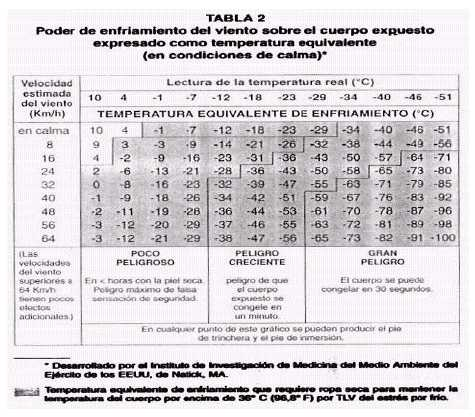 TABLA 2
Poder de enfriamiento del viento sobre el cuerpo expuesto
expresado como temperatura equivalente
(en condiciones de calma)*
Velocidad estimada del viento (Km/h)
Lectura de la temperatura real (°C)
10 4 -1 -7 -12 -18 -23 -29 -34 -40 -46 -51
TEMPERATURA EQUIVALENTE DE ENFRIAMIENTO (°C)
en calma 10 4 -1 -7 -12 -18 -23 -29 -34 -40 -46 -51
8 9 3 -3 -9 -14 -21 -26 -32 -38 -44 -49 -56
16 4 -2 -9 -16 -23 -31 -36 -43 -50 -57 -64 -71
24 2 -6 -13 -21 -28 -36 -43 -50 -58 -65 -73 -80
32 0 -8 -16 -23 -32 -39 -47 -55 -63 -71 -79 -85
40 -1 -9 -18 -26 -34 -42 -51 -59 -67 -76 -83 -92
48 -2 -11 -19 -28 -36 -44 -53 -61 -70 -78 -87 -96
56 -3 -12 -20 -29 -37 -46 -55 -63 -72 -81 -89 -98
64 -3 -12 -21 -29 -38 -47 -56 -65 -73 -82 -91 -100
(Las
velocidades
del viento
superiores a
64 Km/h
tienen pocos
efectos
adicionales.)
POCO
PELIGROSO
En < horas con la piel seca.
Peligro máximo de falsa
sensación de seguridad.
PELIGRO
CRECIENTE
peligro de que
el cuerpo
expuesto se
congele en
un minuto.
GRAN
PELIGRO
El cuerpo se puede
congelar en 30 segundos.
En cualquier punto de este gráfico se pueden producir el pie
de trinchera y el pie de inmersión.
* Desarrollado por el Instituto de Investigación de Medicina del Medio Ambiente del
Ejército de los EEUU, de Natick, MA.
Temperatura equivalente de enfriamiento que requiere ropa seca para mantener la
temperatura del cuerpo por encima de 36° C (96,8° F) por TLV del estrés por frío.